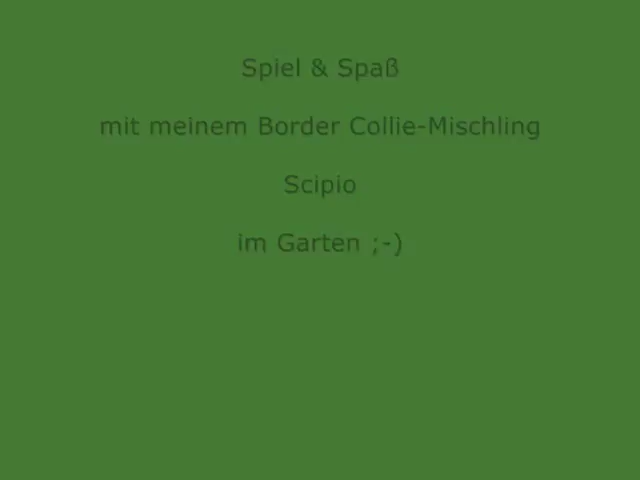 Spiel & Spaß
mit meinem Border Collie-Mischling
Scipio
im Garten ;-)